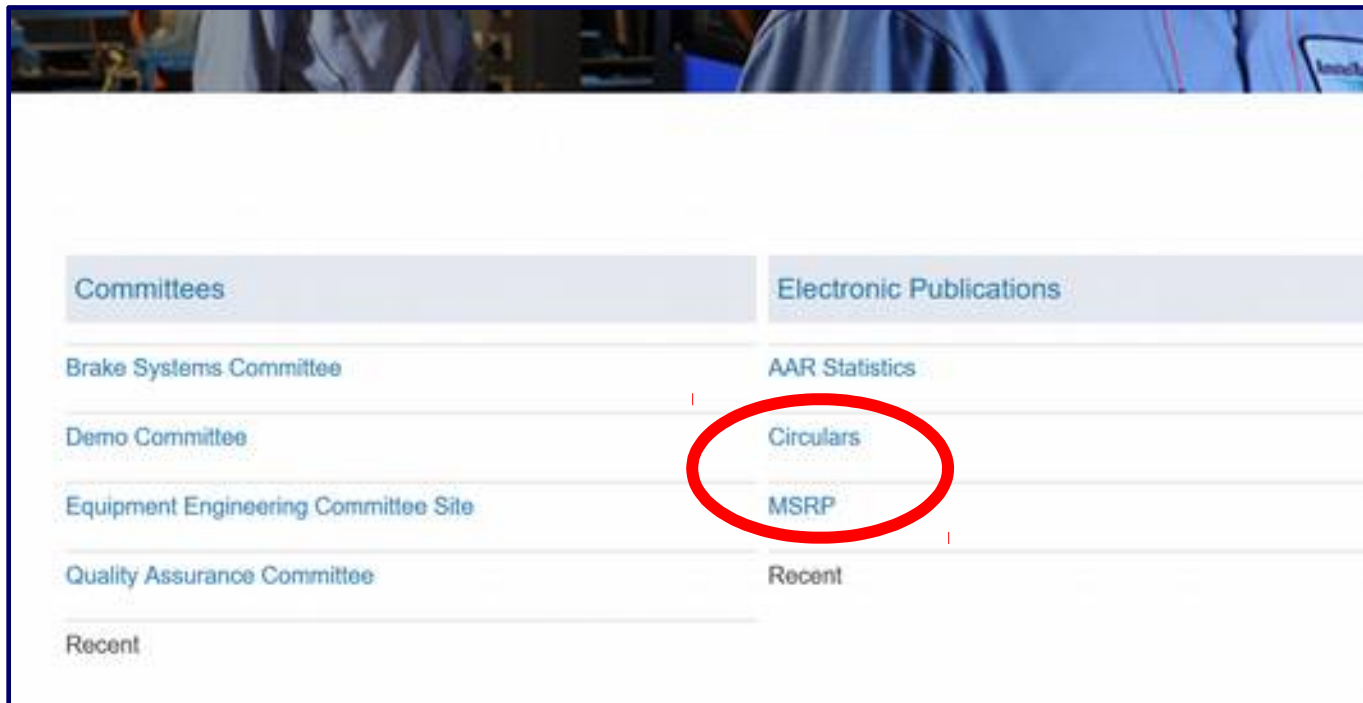 Committees
Brake Systems Committee
Demo Committee
Equipment Engineering Committee Site
Quality Assurance Committee
Recent
Electronic Publications
AAR Statistics
Circulars
MSRP
Recent